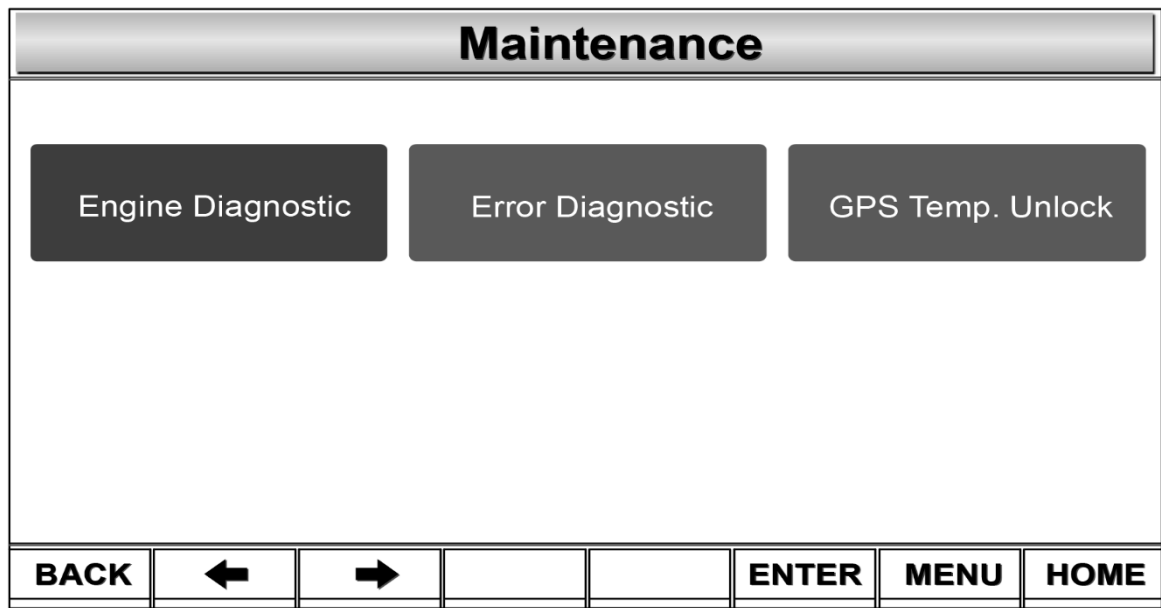 Maintenance
Engine Diagnostic
Error Diagnostic
GPS Temp. Unlock
BACK
ENTER
MENU
HOME